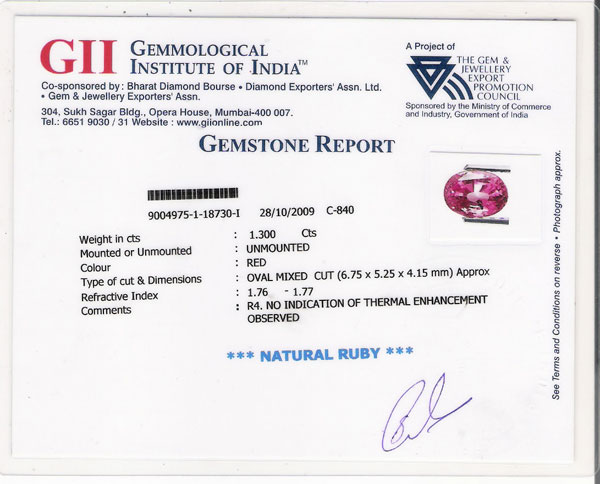 GII GEMMOLOGICAL
INSTITUTE OF INDIA™
Co-sponsored by : Bharat Diamond Bourse • Diamond Exporters' Assn. Ltd.
• Gem & Jewellery Exporters' Assn.
304, Sukh Sagar Bldg., Opera House, Mumbai-400 007.
Tel.: 6651 9030 / 31 Website : www.giionline.com
A Project of
THE GEM &
JEWELLERY
EXPORT
PROMOTION
COUNCIL
Sponsored by the Ministry of Commerce
and Industry, Government of India
GEMSTONE REPORT
9004975-1-18730-I 28/10/2009 C-840
Weight in cts : 1.300 Cts
Mounted or Unmounted : UNMOUNTED
Colour : RED
Type of cut & Dimensions : OVAL MIXED CUT (6.75 x 5.25 x 4.15 mm) Approx
Refractive Index : 1.76 - 1.77
Comments : R4. NO INDICATION OF THERMAL ENHANCEMENT
OBSERVED
*** NATURAL RUBY ***
See Terms and Conditions on reverse • Photograph approx.